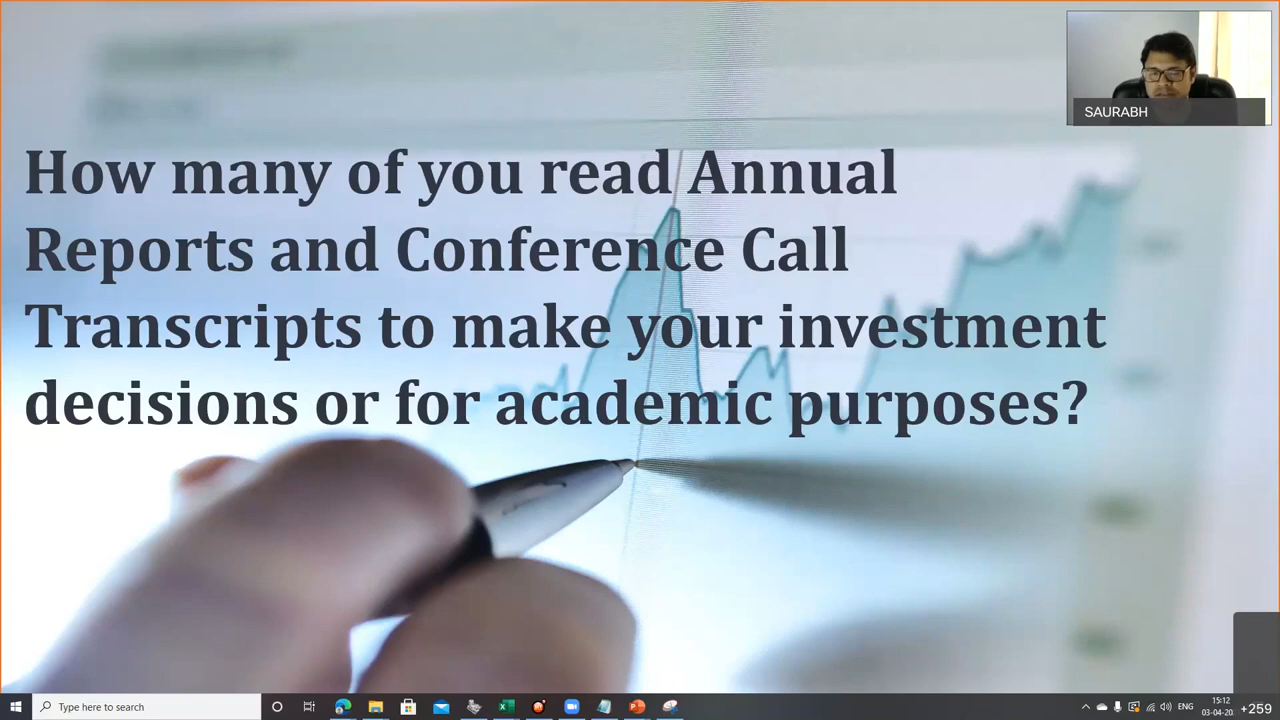 SAURABH
How many of you read Annual
Reports and Conference Call
Transcripts to make your investment
decisions or for academic purposes?
Type here to search
ENG
15:12
03-04-20
+259